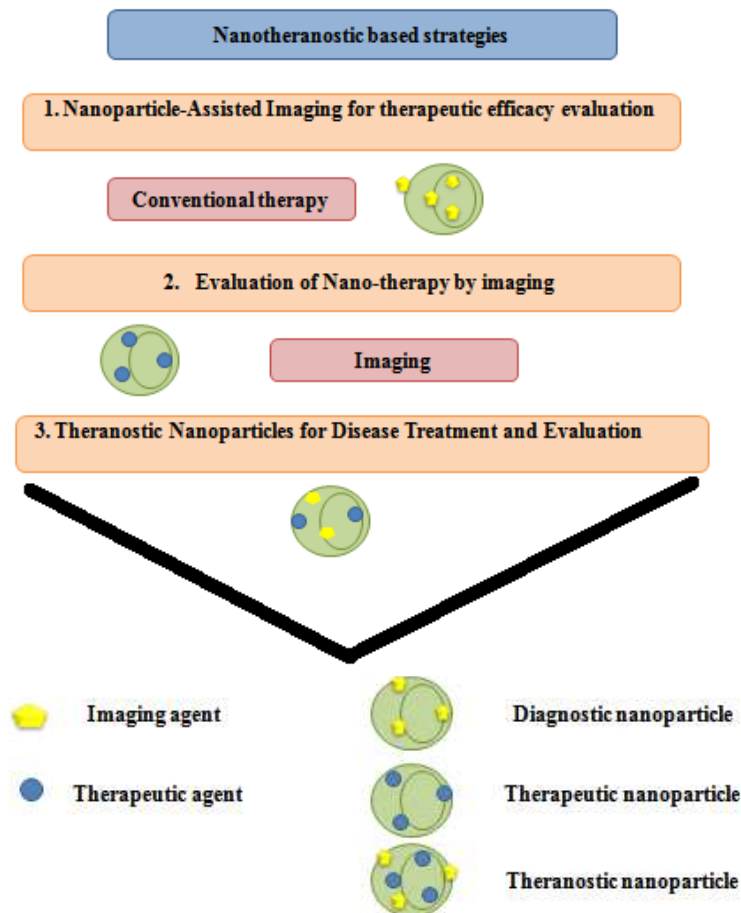 Nanotheranostic based strategies
1. Nanoparticle-Assisted Imaging for therapeutic efficacy evaluation
Conventional therapy
2. Evaluation of Nano-therapy by imaging
Imaging
3. Theranostic Nanoparticles for Disease Treatment and Evaluation
Imaging agent
Diagnostic nanoparticle
Therapeutic agent
Therapeutic nanoparticle
Theranostic nanoparticle